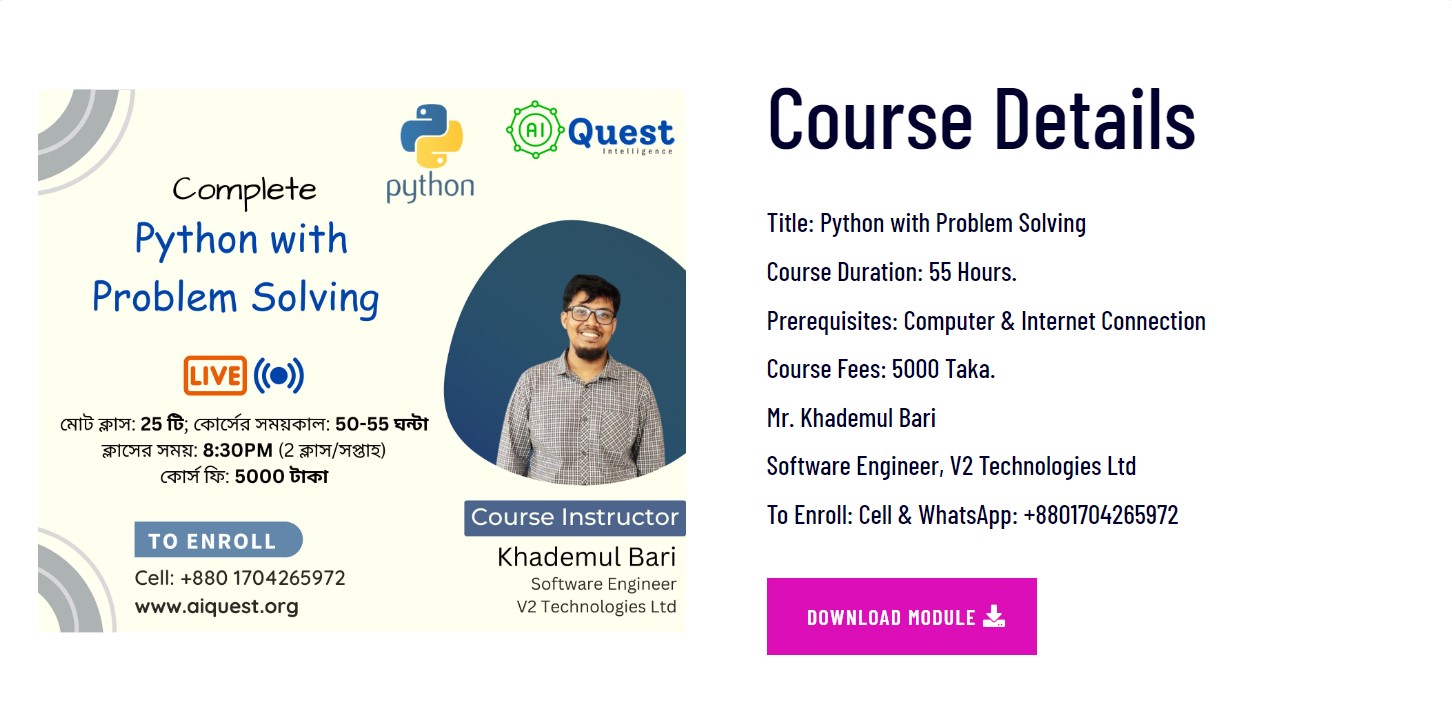 python
AI Quest
Intelligence
Complete
Python with
Problem Solving
LIVE
মোট ক্লাস: 25 টি; কোর্সের সময়কাল: 50-55 ঘন্টা
ক্লাসের সময়: 8:30PM (2 ক্লাস/সপ্তাহ)
কোর্স ফি: 5000 টাকা
TO ENROLL
Cell: +880 1704265972
www.aiquest.org
Course Instructor
Khademul Bari
Software Engineer
V2 Technologies Ltd
Course Details
Title: Python with Problem Solving
Course Duration: 55 Hours.
Prerequisites: Computer & Internet Connection
Course Fees: 5000 Taka.
Mr. Khademul Bari
Software Engineer, V2 Technologies Ltd
To Enroll: Cell & WhatsApp: +8801704265972
DOWNLOAD MODULE